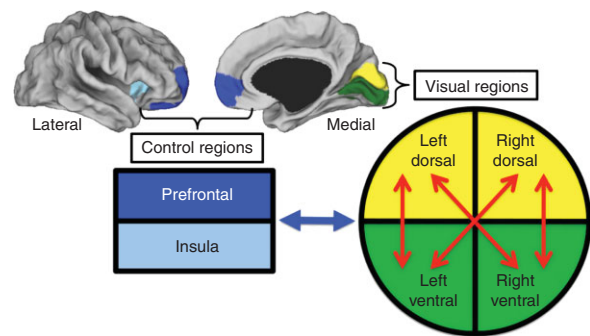 Lateral
Medial
Visual regions
Control regions
Prefrontal
Insula
Left
dorsal
Right
dorsal
Left
ventral
Right
ventral